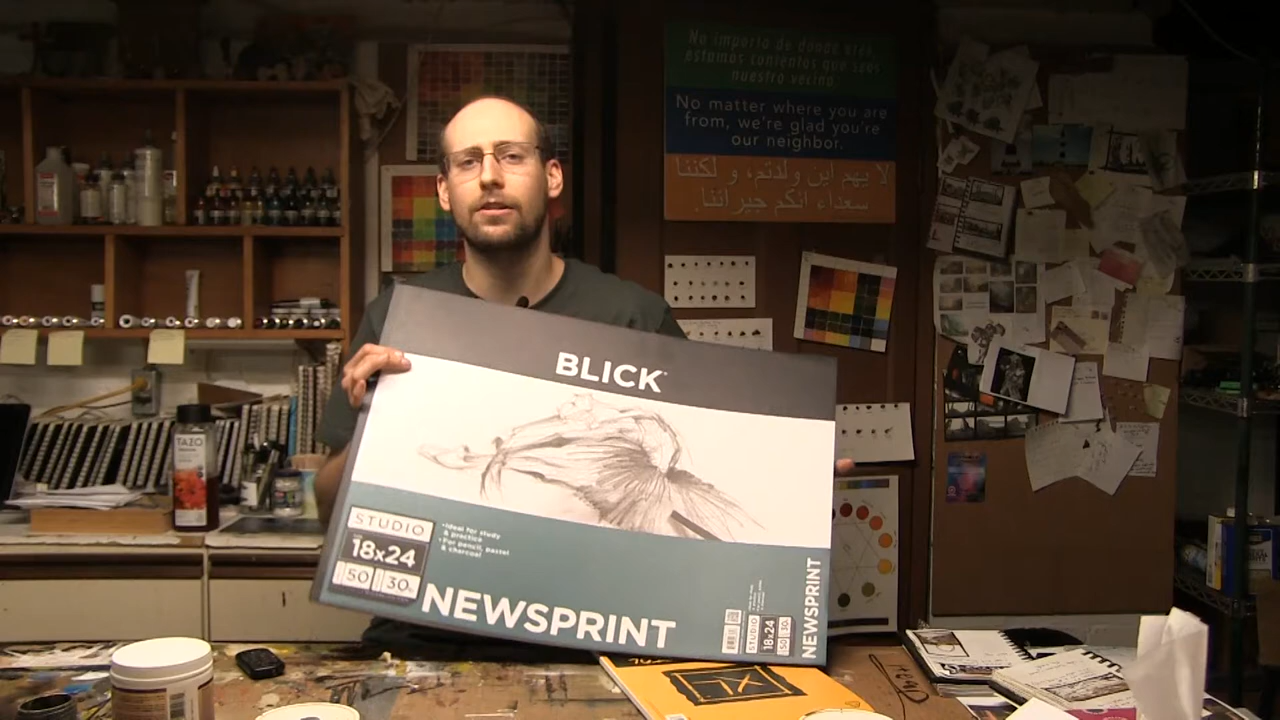 No importa de dónde eres,
estamos contentos que seas
nuestro vecino.
No matter where you are
from, we're glad you're
our neighbor.
لا يهم اين ولدتم، و لكننا
سعداء انكم جيراننا.
BLICK
STUDIO
18x24
50
30
• Ideal for study
& practice
• For pencil, pastel
& charcoal
NEWSPRINT
STUDIO
18x24
50
30
NEWSPRINT
TAZO
XL